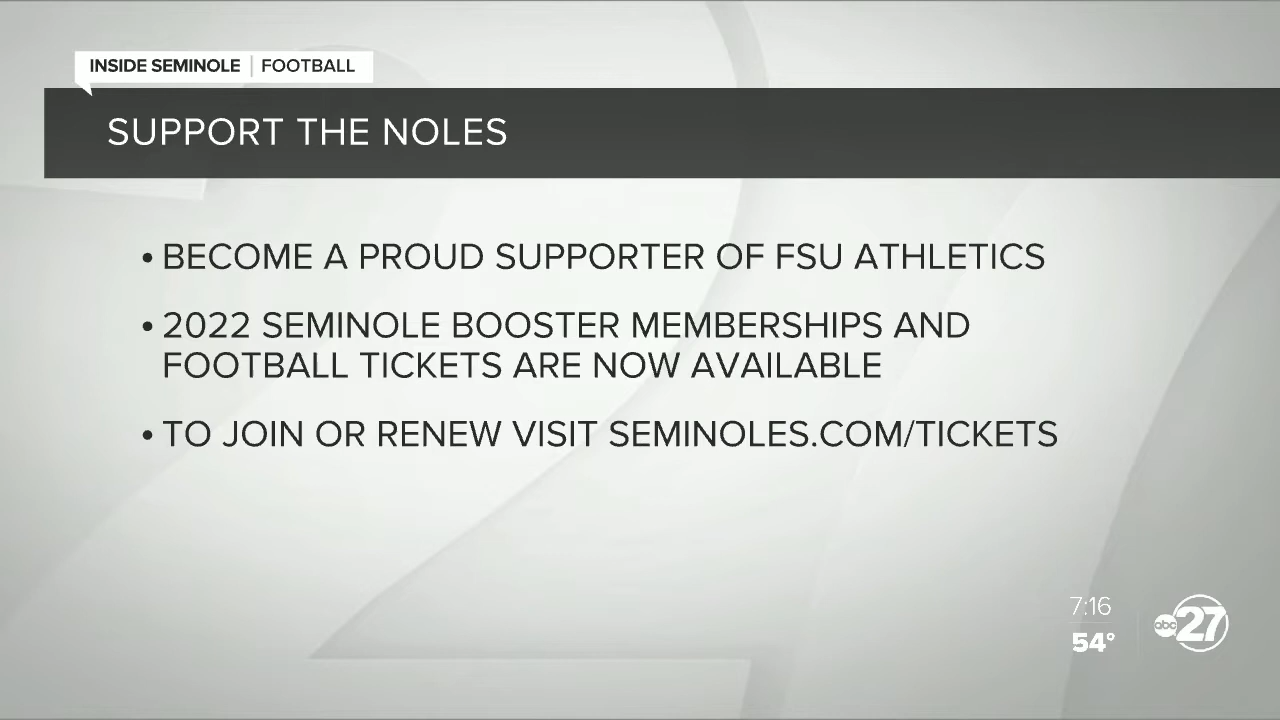 INSIDE SEMINOLE | FOOTBALL
SUPPORT THE NOLES
• BECOME A PROUD SUPPORTER OF FSU ATHLETICS
• 2022 SEMINOLE BOOSTER MEMBERSHIPS AND
FOOTBALL TICKETS ARE NOW AVAILABLE
• TO JOIN OR RENEW VISIT SEMINOLES.COM/TICKETS
7:16
54°
abc 27